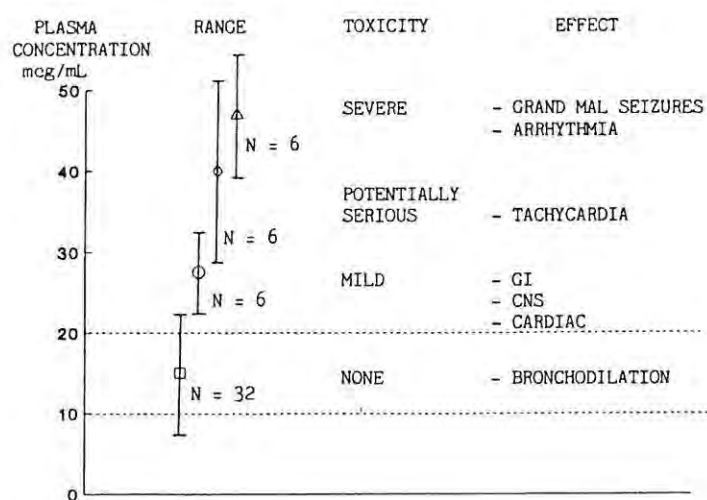 PLASMA CONCENTRATION mcg/mL
RANGE
TOXICITY
EFFECT
50
SEVERE
- GRAND MAL SEIZURES
- ARRHYTHMIA
N = 6
40
POTENTIALLY SERIOUS
- TACHYCARDIA
N = 6
30
MILD
- GI
- CNS
- CARDIAC
N = 6
20
NONE
- BRONCHODILATION
N = 32
10
0